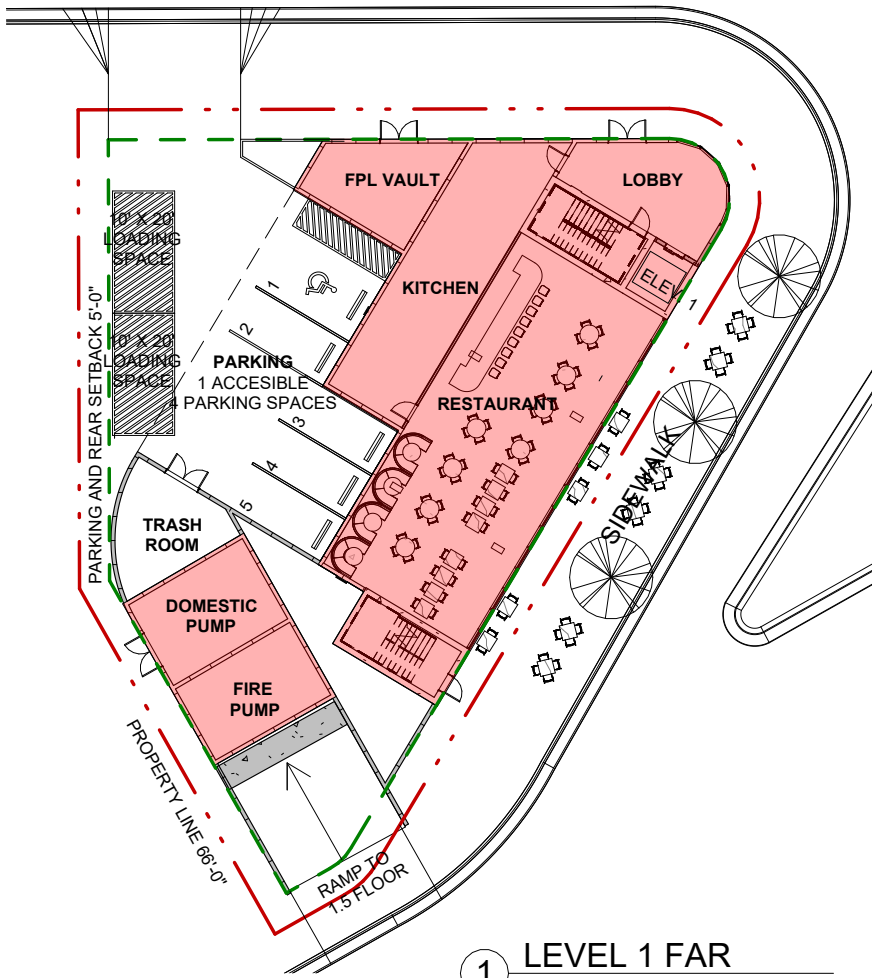 FPL VAULT
LOBBY
10' X 20'
LOADING
SPACE
KITCHEN
ELEV 1
1
2
10' X 20'
LOADING
SPACE
PARKING
1 ACCESIBLE
4 PARKING SPACES
RESTAURANT
3
4
5
SIDEWALK
PARKING AND REAR SETBACK 5'-0"
TRASH
ROOM
DOMESTIC
PUMP
FIRE
PUMP
PROPERTY LINE 66'-0"
RAMP TO
1.5 FLOOR
1
LEVEL 1 FAR